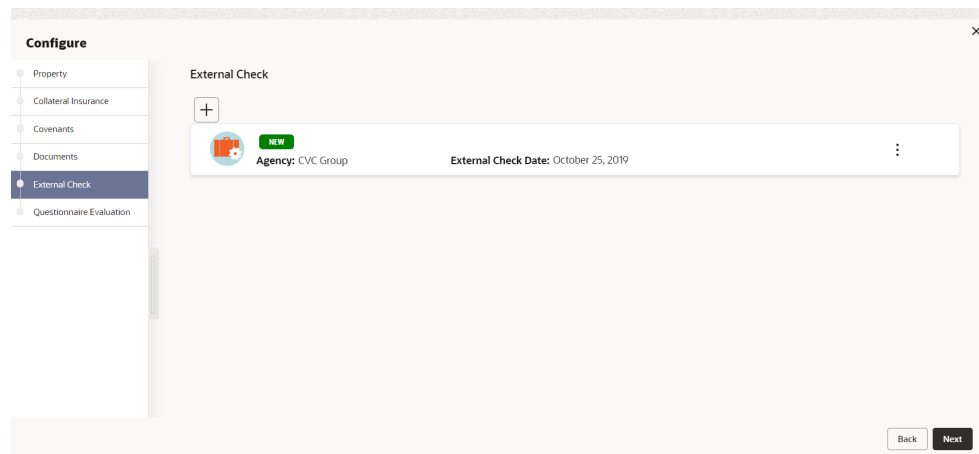 Configure
Property
Collateral Insurance
Covenants
Documents
External Check
Questionnaire Evaluation
External Check
NEW
Agency: CVC Group External Check Date: October 25, 2019
Back Next